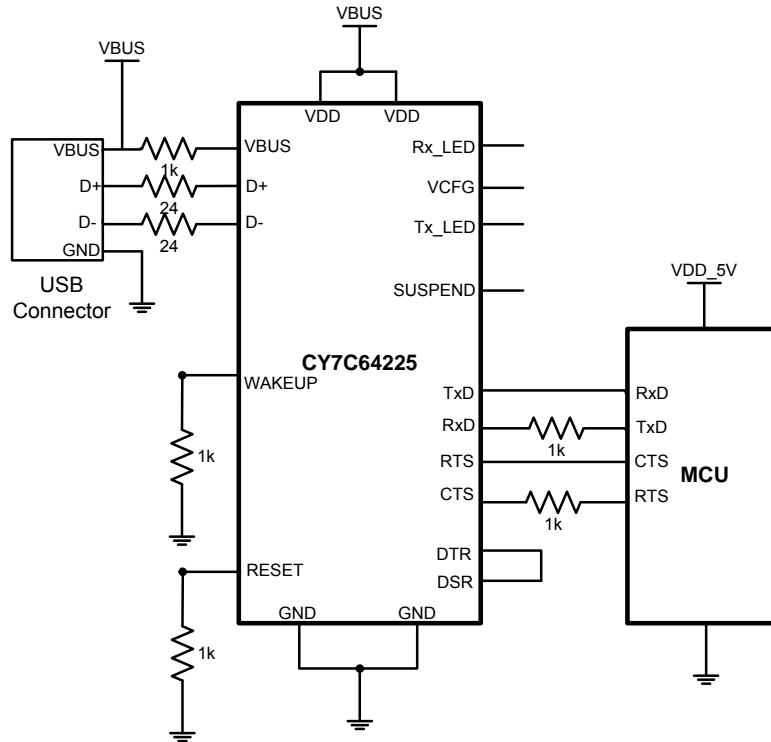 VBUS
VBUS
VDD VDD
VBUS
1k
VBUS
Rx_LED
D+
24
D+
VCFG
D-
24
D-
Tx_LED
GND
USB
Connector
SUSPEND
VDD_5V
CY7C64225
WAKEUP
1k
TxD
RxD
RxD
1k
TxD
RTS
CTS
MCU
CTS
1k
RTS
DTR
DSR
RESET
1k
GND GND